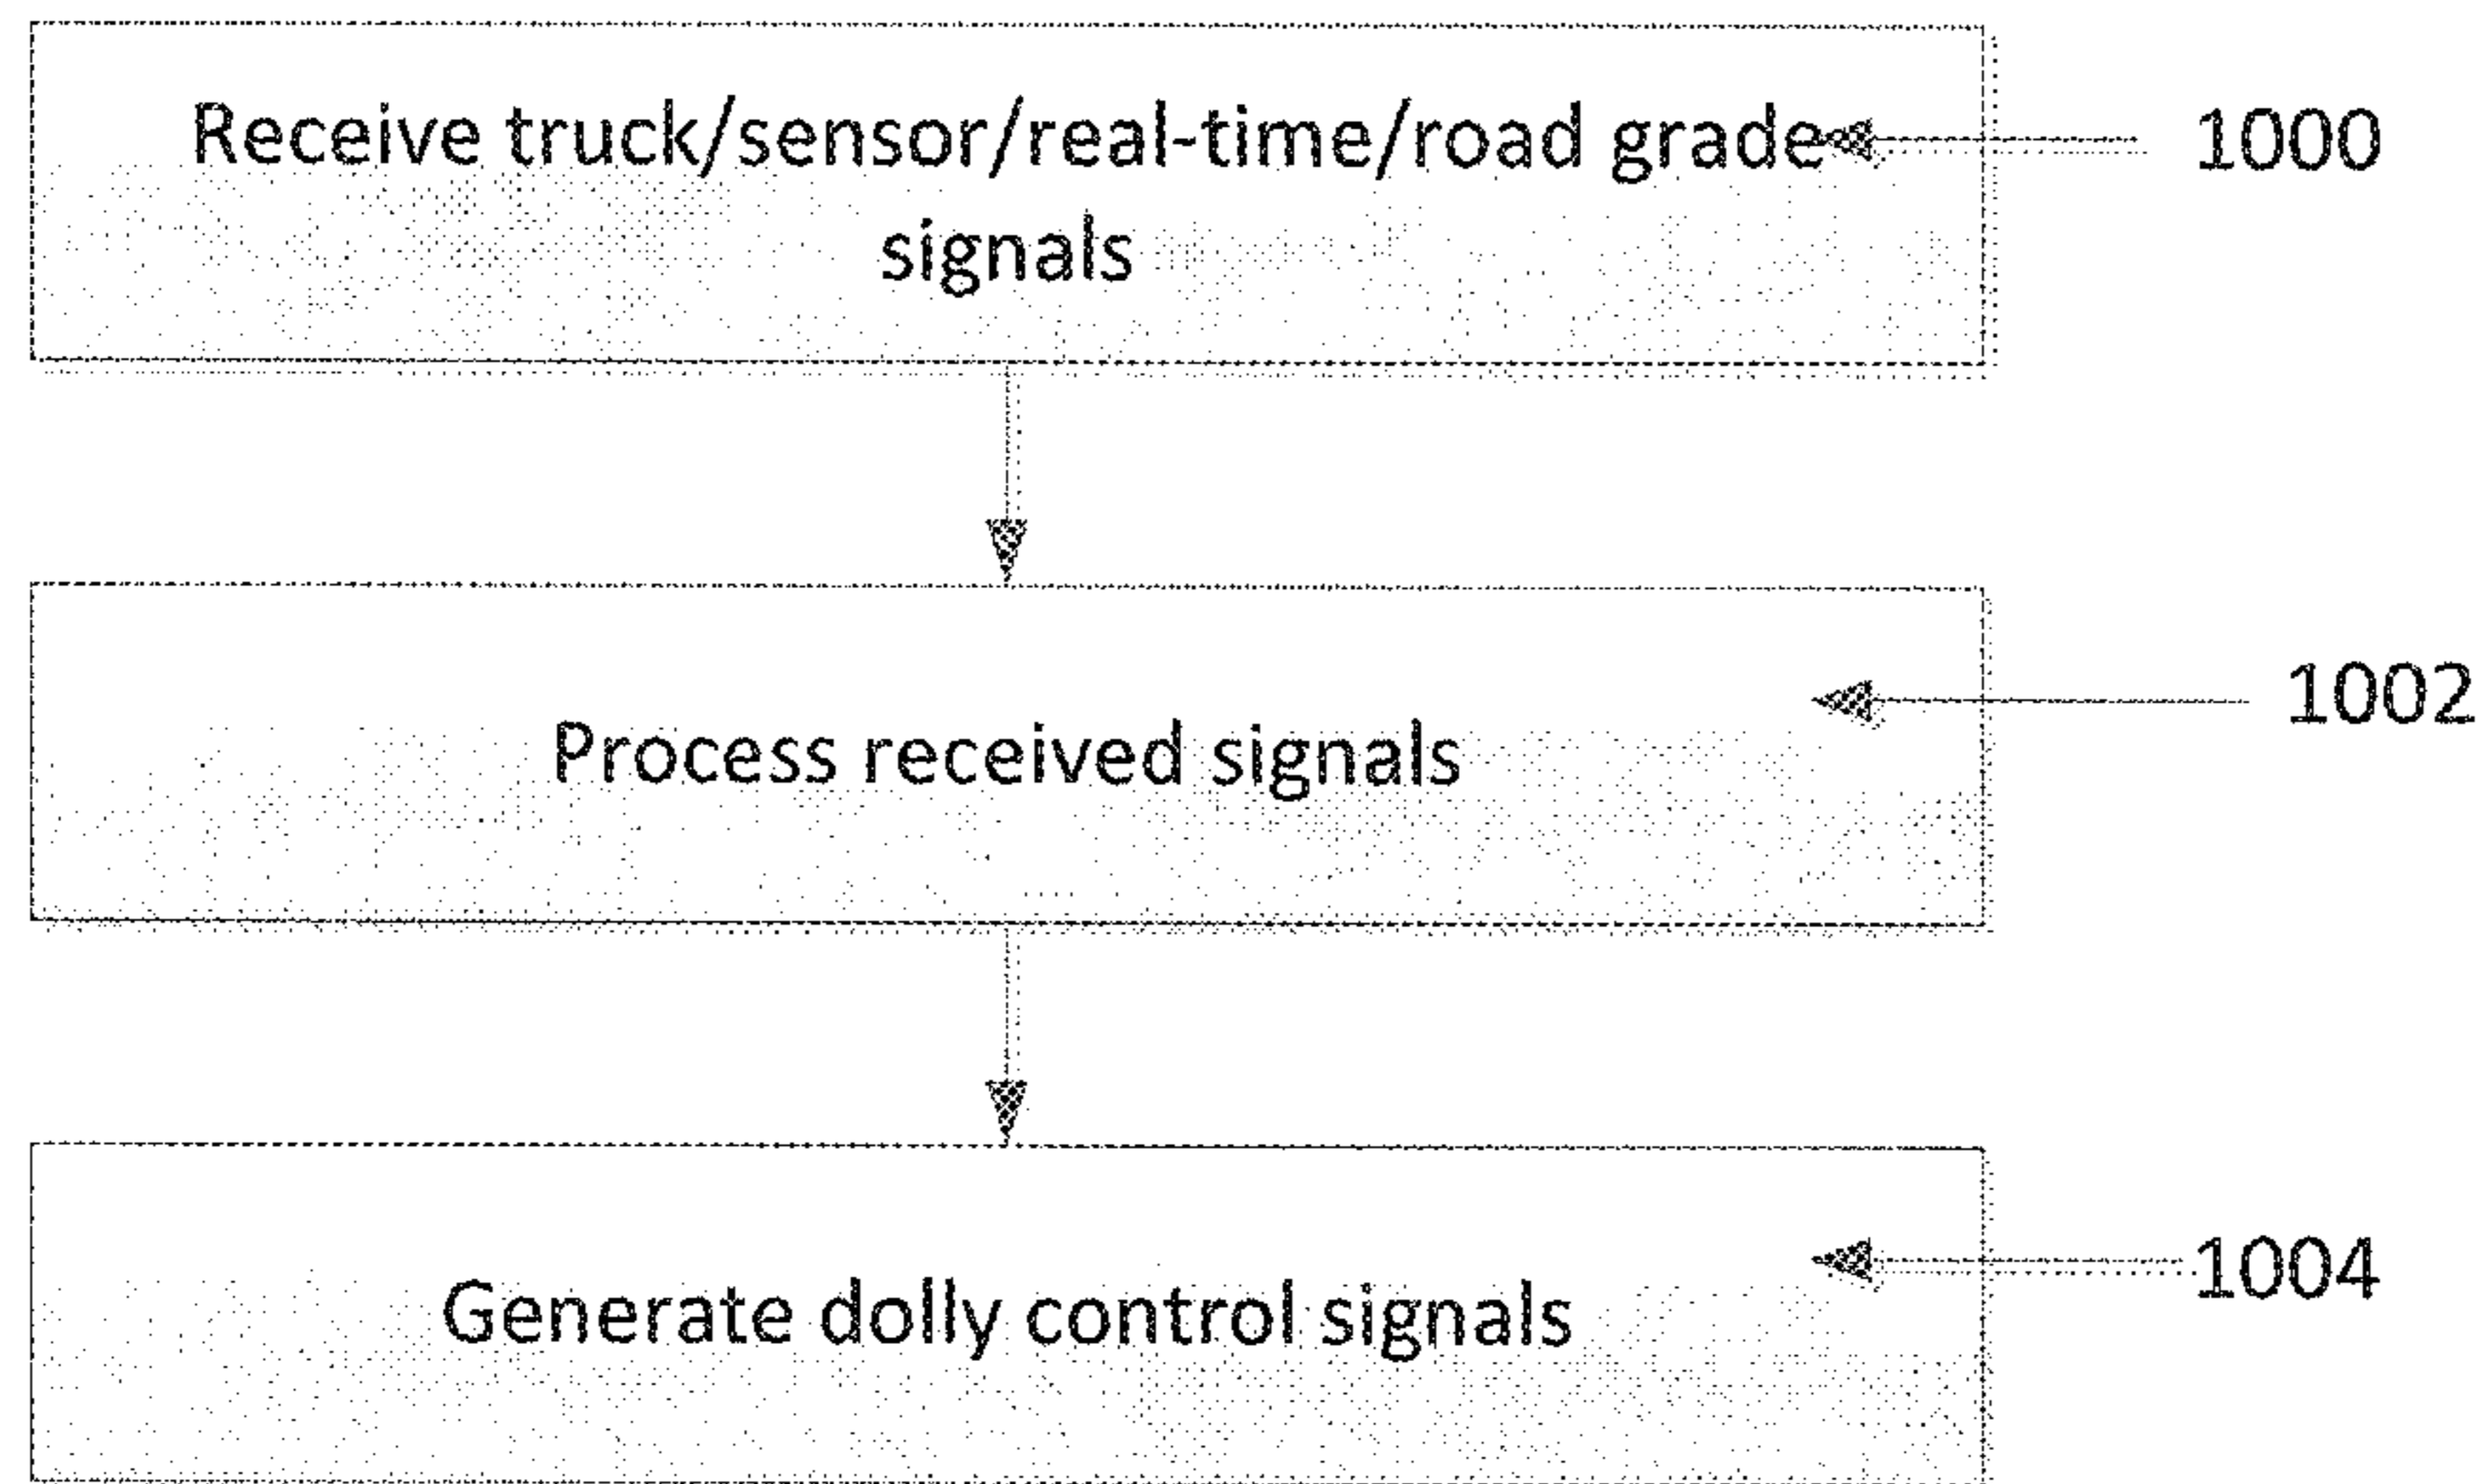 Receive truck/sensor/real-time/road grade
signals
1000
Process received signals
1002
Generate dolly control signals
1004